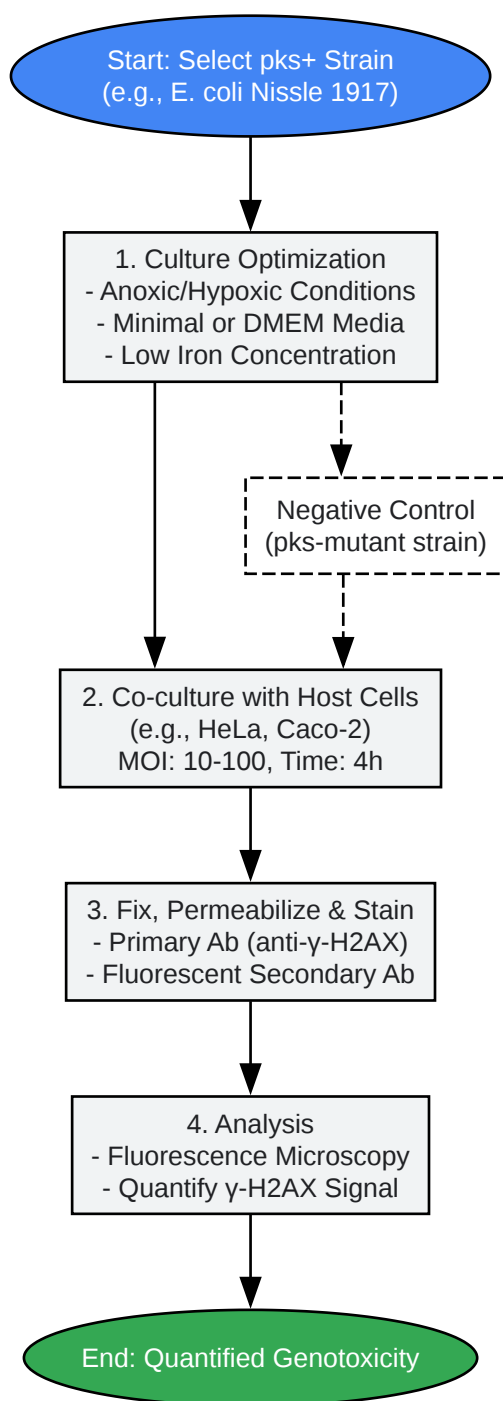 Start: Select pks+ Strain
(e.g., E. coli Nissle 1917)
1. Culture Optimization
- Anoxic/Hypoxic Conditions
- Minimal or DMEM Media
- Low Iron Concentration
Negative Control
(pks-mutant strain)
2. Co-culture with Host Cells
(e.g., HeLa, Caco-2)
MOI: 10-100, Time: 4h
3. Fix, Permeabilize & Stain
- Primary Ab (anti-γ-H2AX)
- Fluorescent Secondary Ab
4. Analysis
- Fluorescence Microscopy
- Quantify γ-H2AX Signal
End: Quantified Genotoxicity